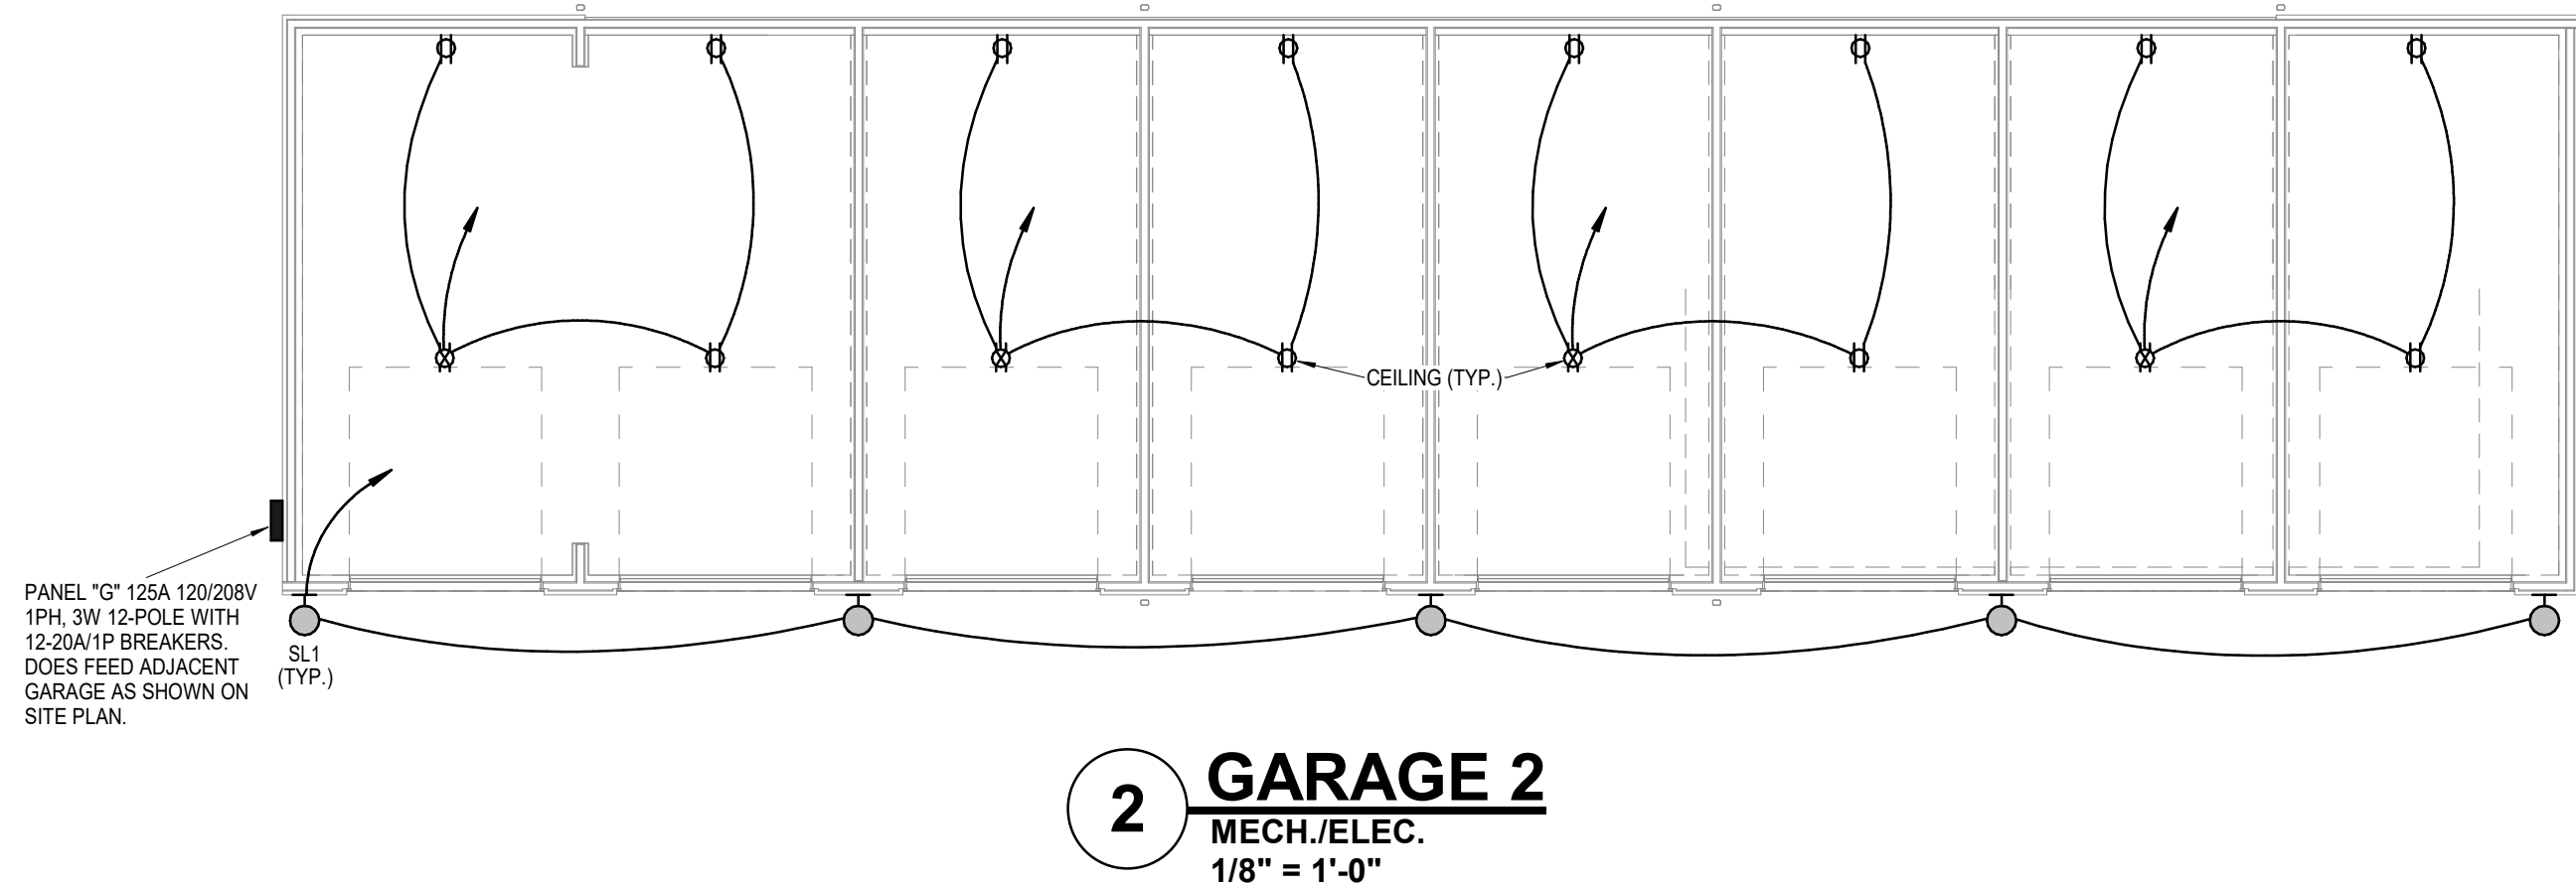 CEILING (TYP.)
PANEL "G" 125A 120/208V
1PH, 3W 12-POLE WITH
12-20A/1P BREAKERS.
DOES FEED ADJACENT
GARAGE AS SHOWN ON
SITE PLAN.
SL1
(TYP.)
2
GARAGE 2
MECH./ELEC.
1/8" = 1'-0"